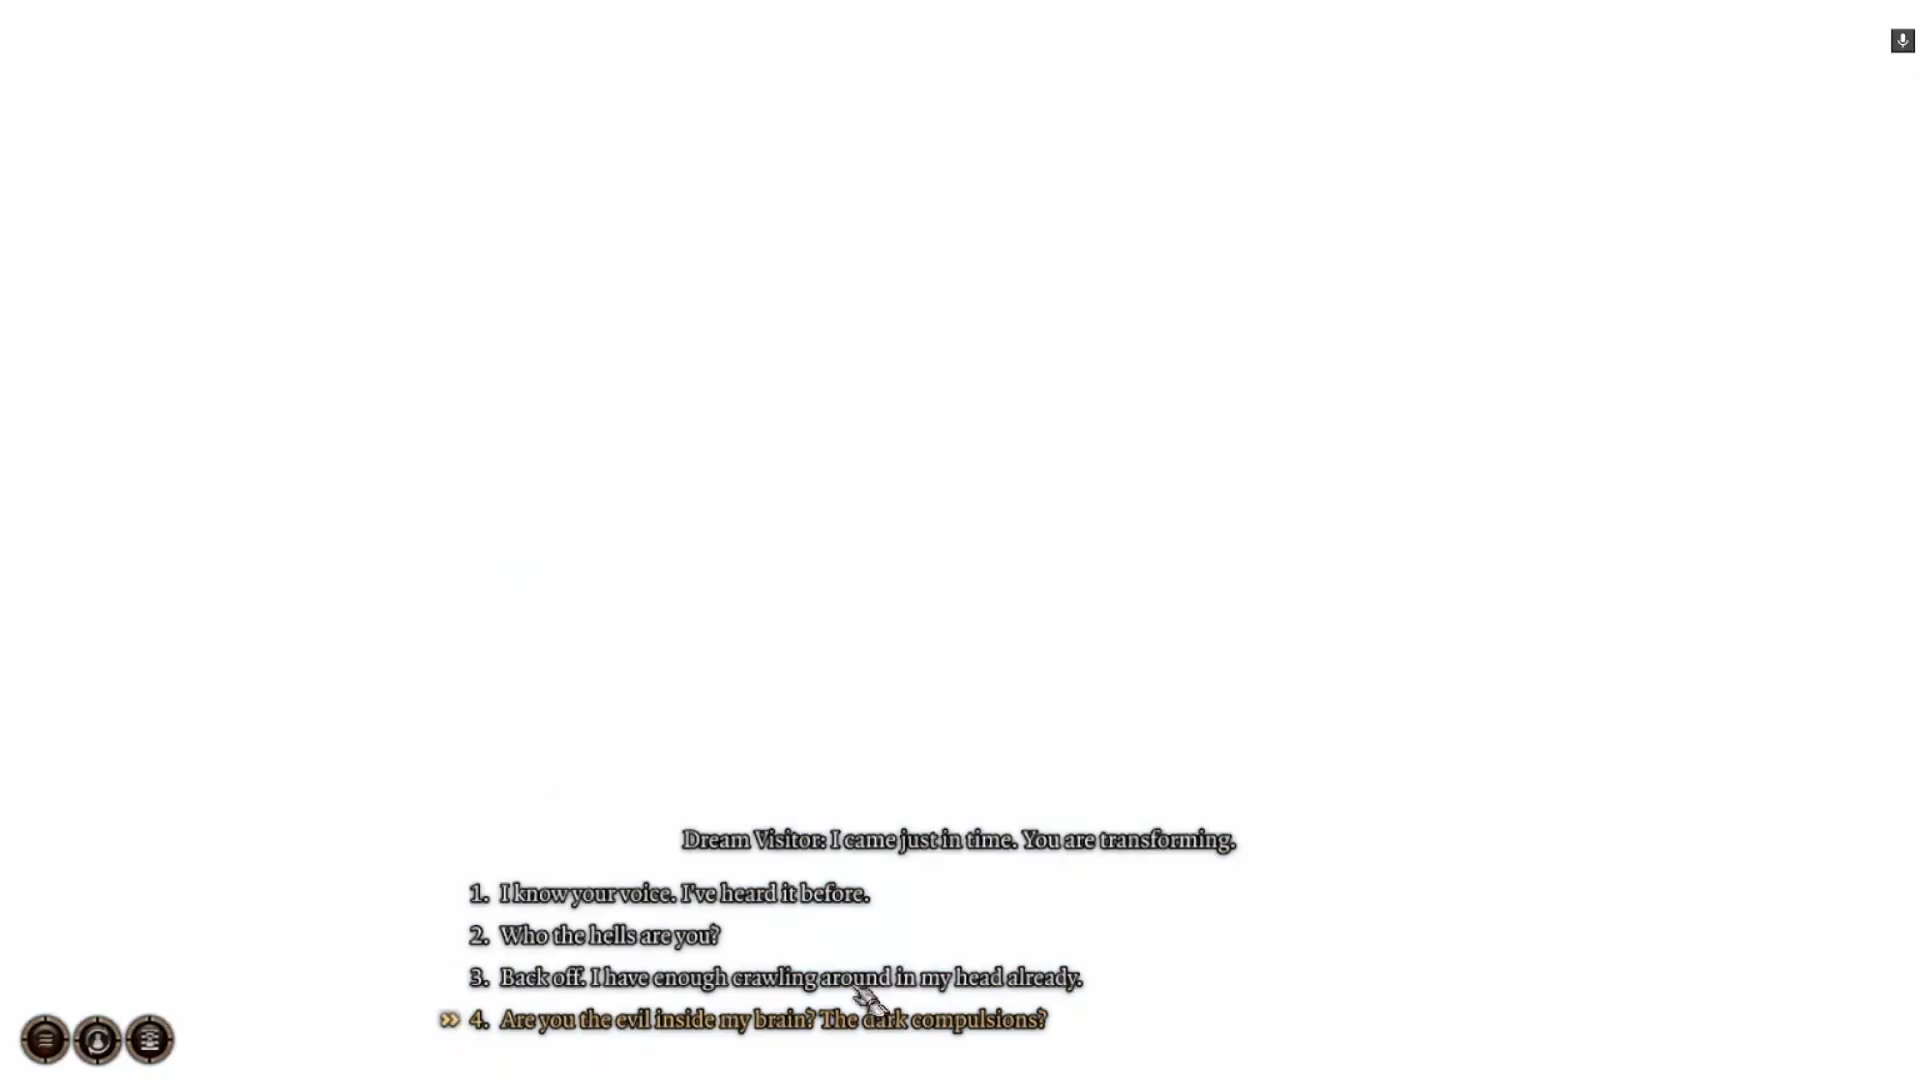 Dream Visitor: I came just in time. You are transforming.
1. I know your voice. I've heard it before.
2. Who the hells are you?
3. Back off. I have enough crawling around in my head already.
4. Are you the evil inside my brain? The dark compulsions?